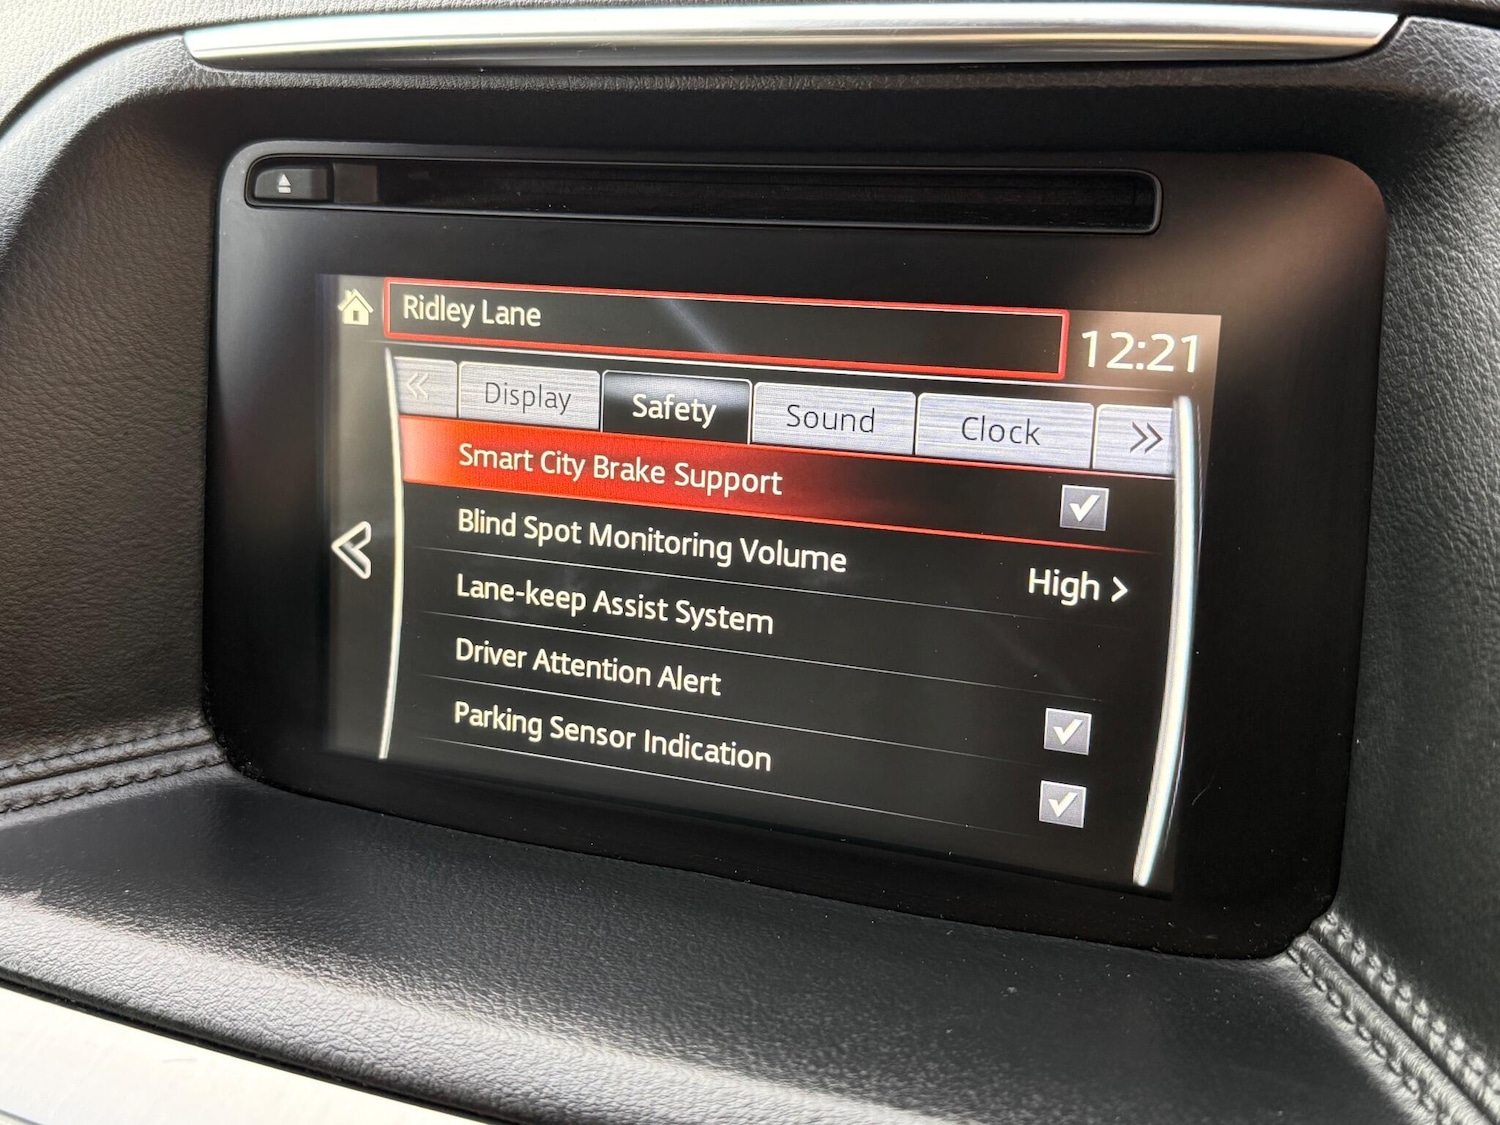 Ridley Lane
12:21
Display
Safety
Sound
Clock
Smart City Brake Support
Blind Spot Monitoring Volume
High
Lane-keep Assist System
Driver Attention Alert
Parking Sensor Indication